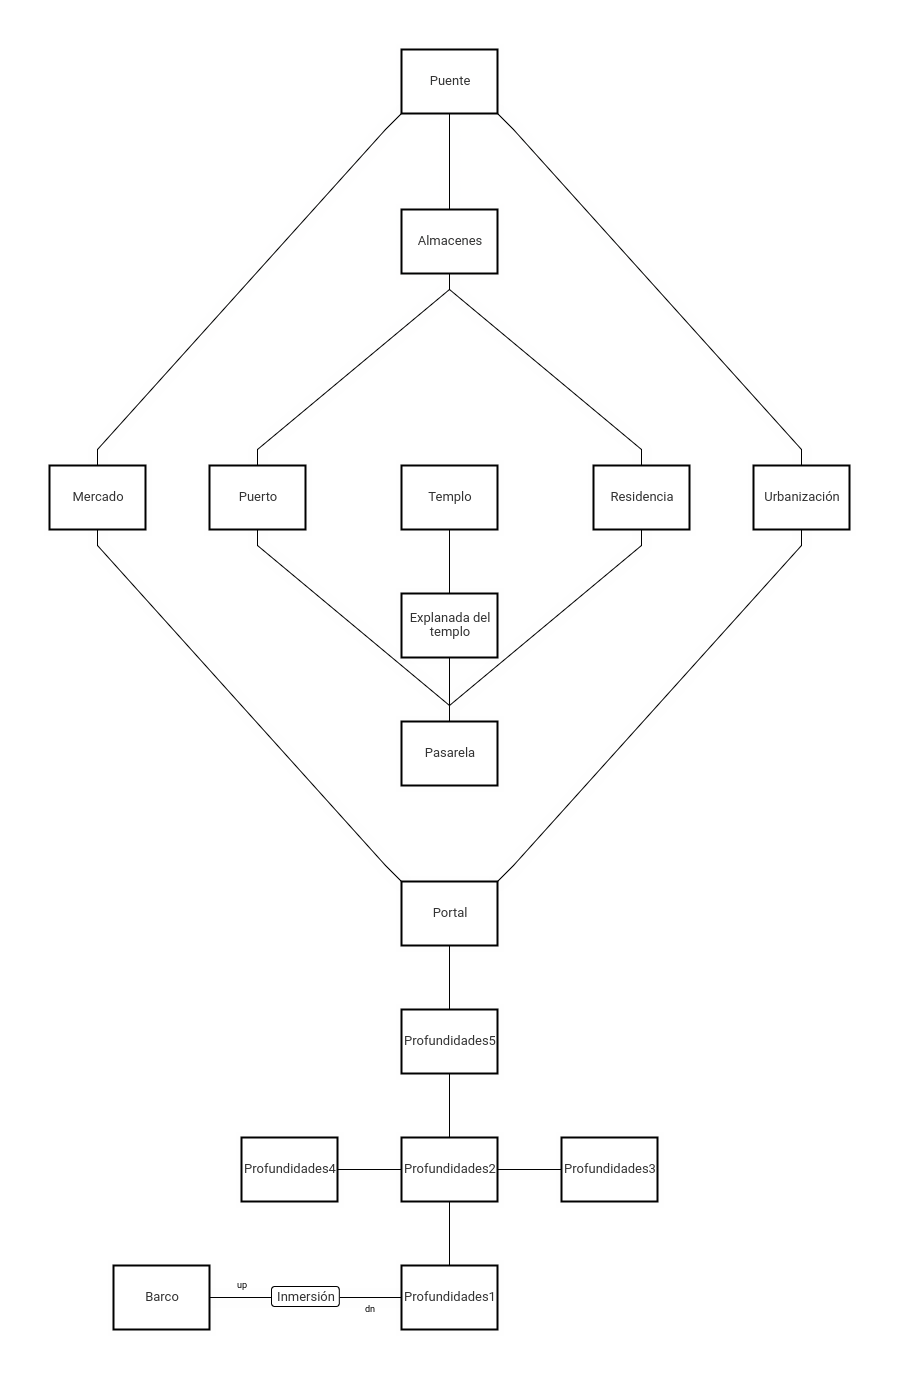 Puente
Almacenes
Mercado
Puerto
Templo
Residencia
Urbanización
Explanada del
templo
Pasarela
Portal
Profundidades5
Profundidades4
Profundidades2
Profundidades3
Barco
up
Inmersión
dn
Profundidades1